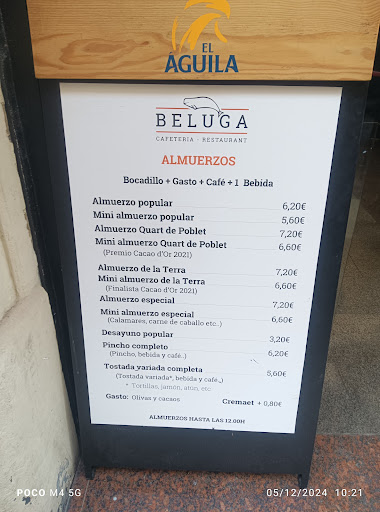 EL
ÁGUILA
BELUGA
CAFETERIA · RESTAURANT
ALMUERZOS
Bocadillo + Gasto + Café + 1 Bebida
Almuerzo popular 6,20€
Mini almuerzo popular 5,60€
Almuerzo Quart de Poblet 7,20€
Mini almuerzo Quart de Poblet 6,60€
(Premio Cacao d'Or 2021)
Almuerzo de la Terra 7,20€
Mini almuerzo de la Terra 6,60€
(Finalista Cacao d'Or 2021)
Almuerzo especial 7,20€
Mini almuerzo especial 6,60€
(Calamares, carne de caballo etc..)
Desayuno popular 3,20€
Pincho completo 6,20€
(Pincho, bebida y café..)
Tostada variada completa 5,60€
(Tostada variada*, bebida y café.,)
* Tortillas, jamón, atún, etc.
Gasto: Olivas y cacaos. Cremaet + 0,80€
ALMUERZOS HASTA LAS 12.00H
POCO M4 5G 05/12/2024 10:21